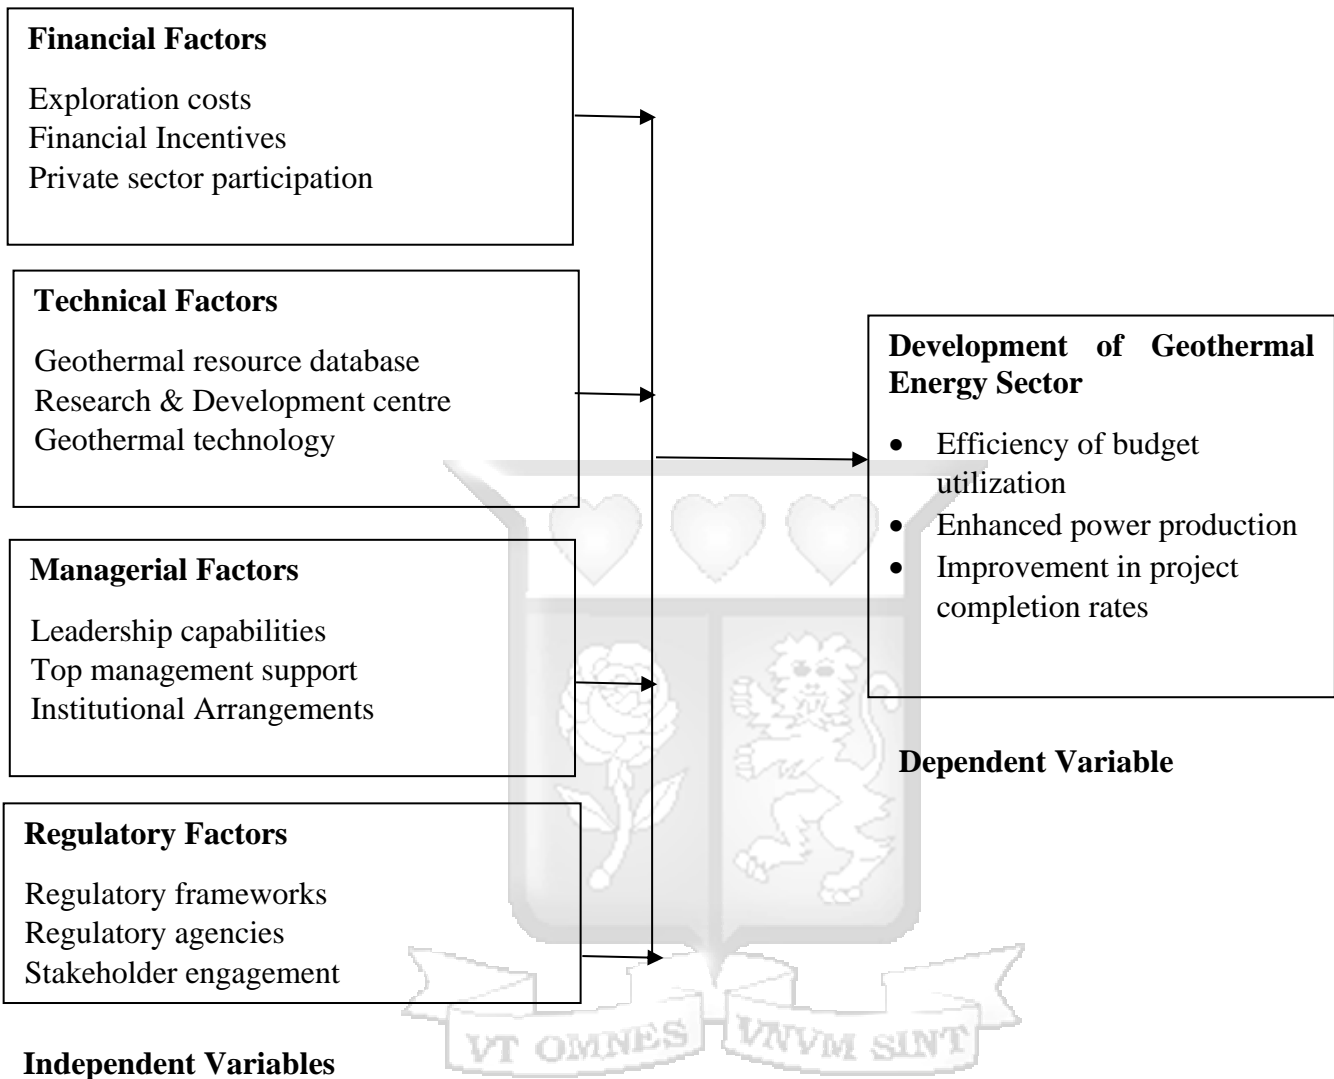 Financial Factors
Exploration costs
Financial Incentives
Private sector participation
Technical Factors
Geothermal resource database
Research & Development centre
Geothermal technology
Managerial Factors
Leadership capabilities
Top management support
Institutional Arrangements
Regulatory Factors
Regulatory frameworks
Regulatory agencies
Stakeholder engagement
Independent Variables
Development of Geothermal
Energy Sector
• Efficiency of budget
utilization
• Enhanced power production
• Improvement in project
completion rates
Dependent Variable
VT OMNES VNVM SINT